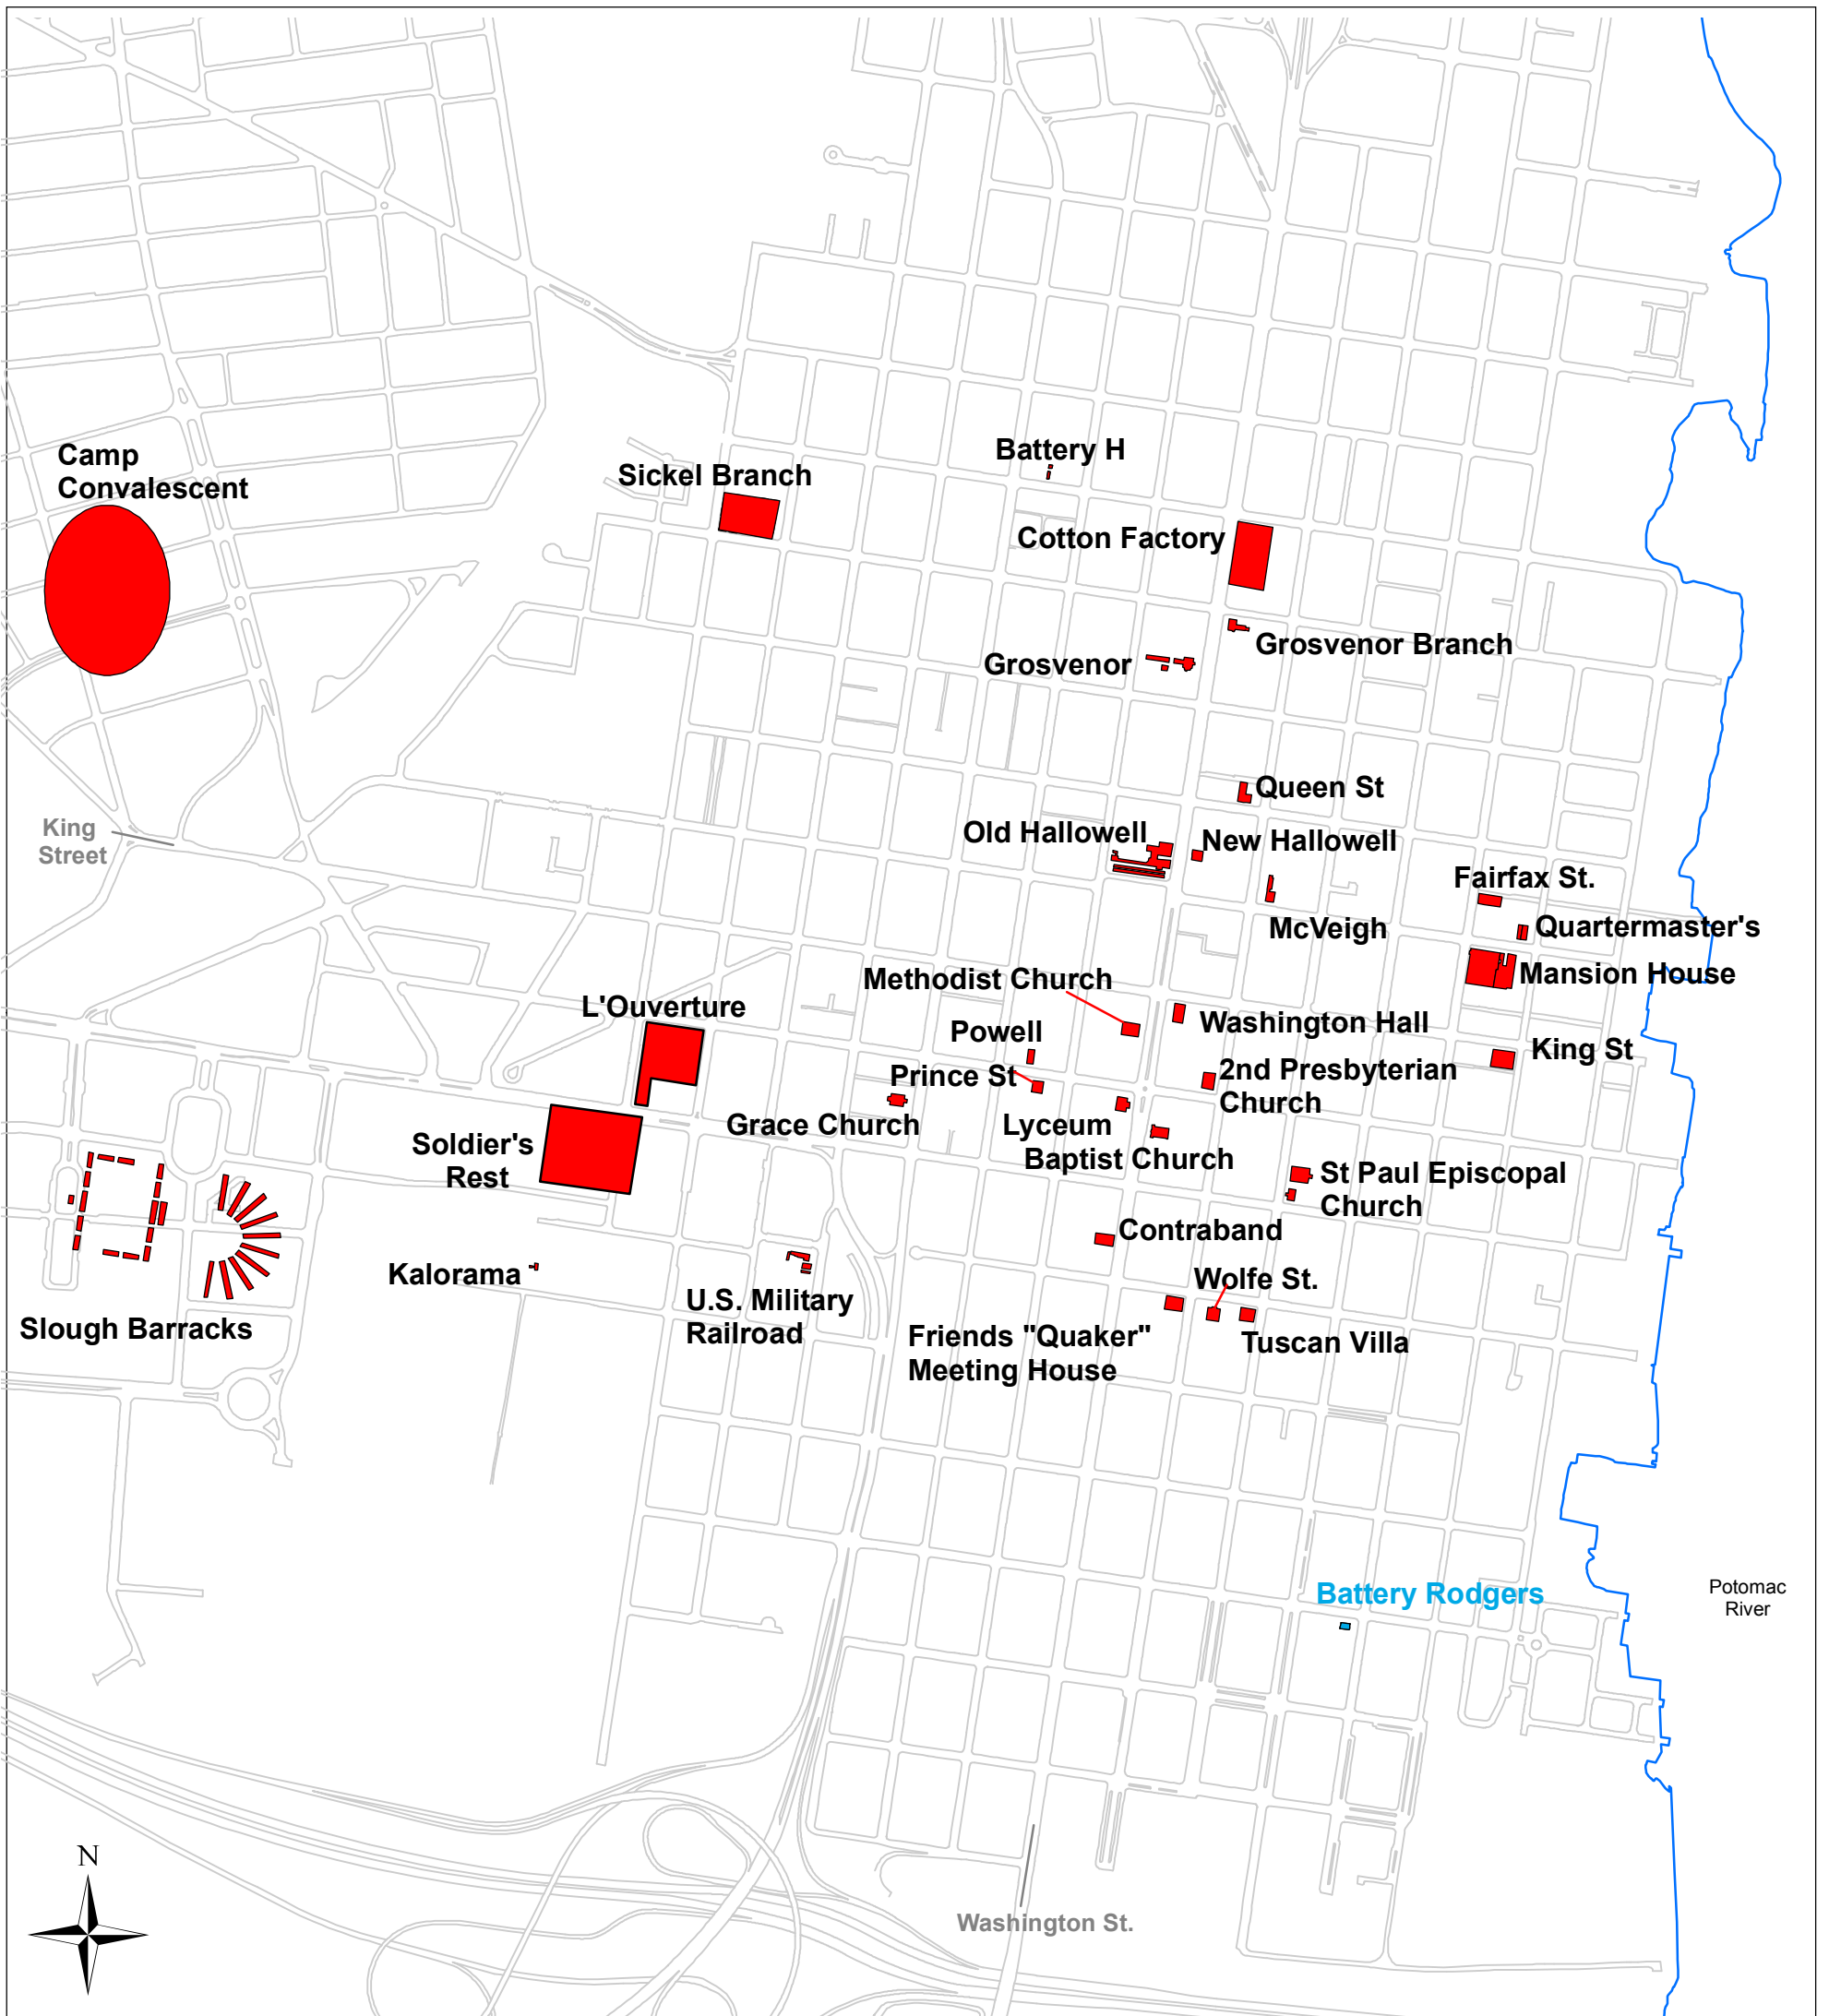 Camp
Convalescent
Sickel Branch
Battery H
Cotton Factory
Grosvenor Branch
Grosvenor
Queen St
King
Street
Old Hallowell
New Hallowell
Fairfax St.
McVeigh
Quartermaster's
Methodist Church
Mansion House
L'Ouverture
Washington Hall
Powell
King St
Prince St
2nd Presbyterian
Church
Grace Church
Lyceum
Soldier's
Rest
Baptist Church
St Paul Episcopal
Church
Contraband
Kalorama
Wolfe St.
U.S. Military
Railroad
Slough Barracks
Friends "Quaker"
Meeting House
Tuscan Villa
Battery Rodgers
Potomac
River
N
Washington St.